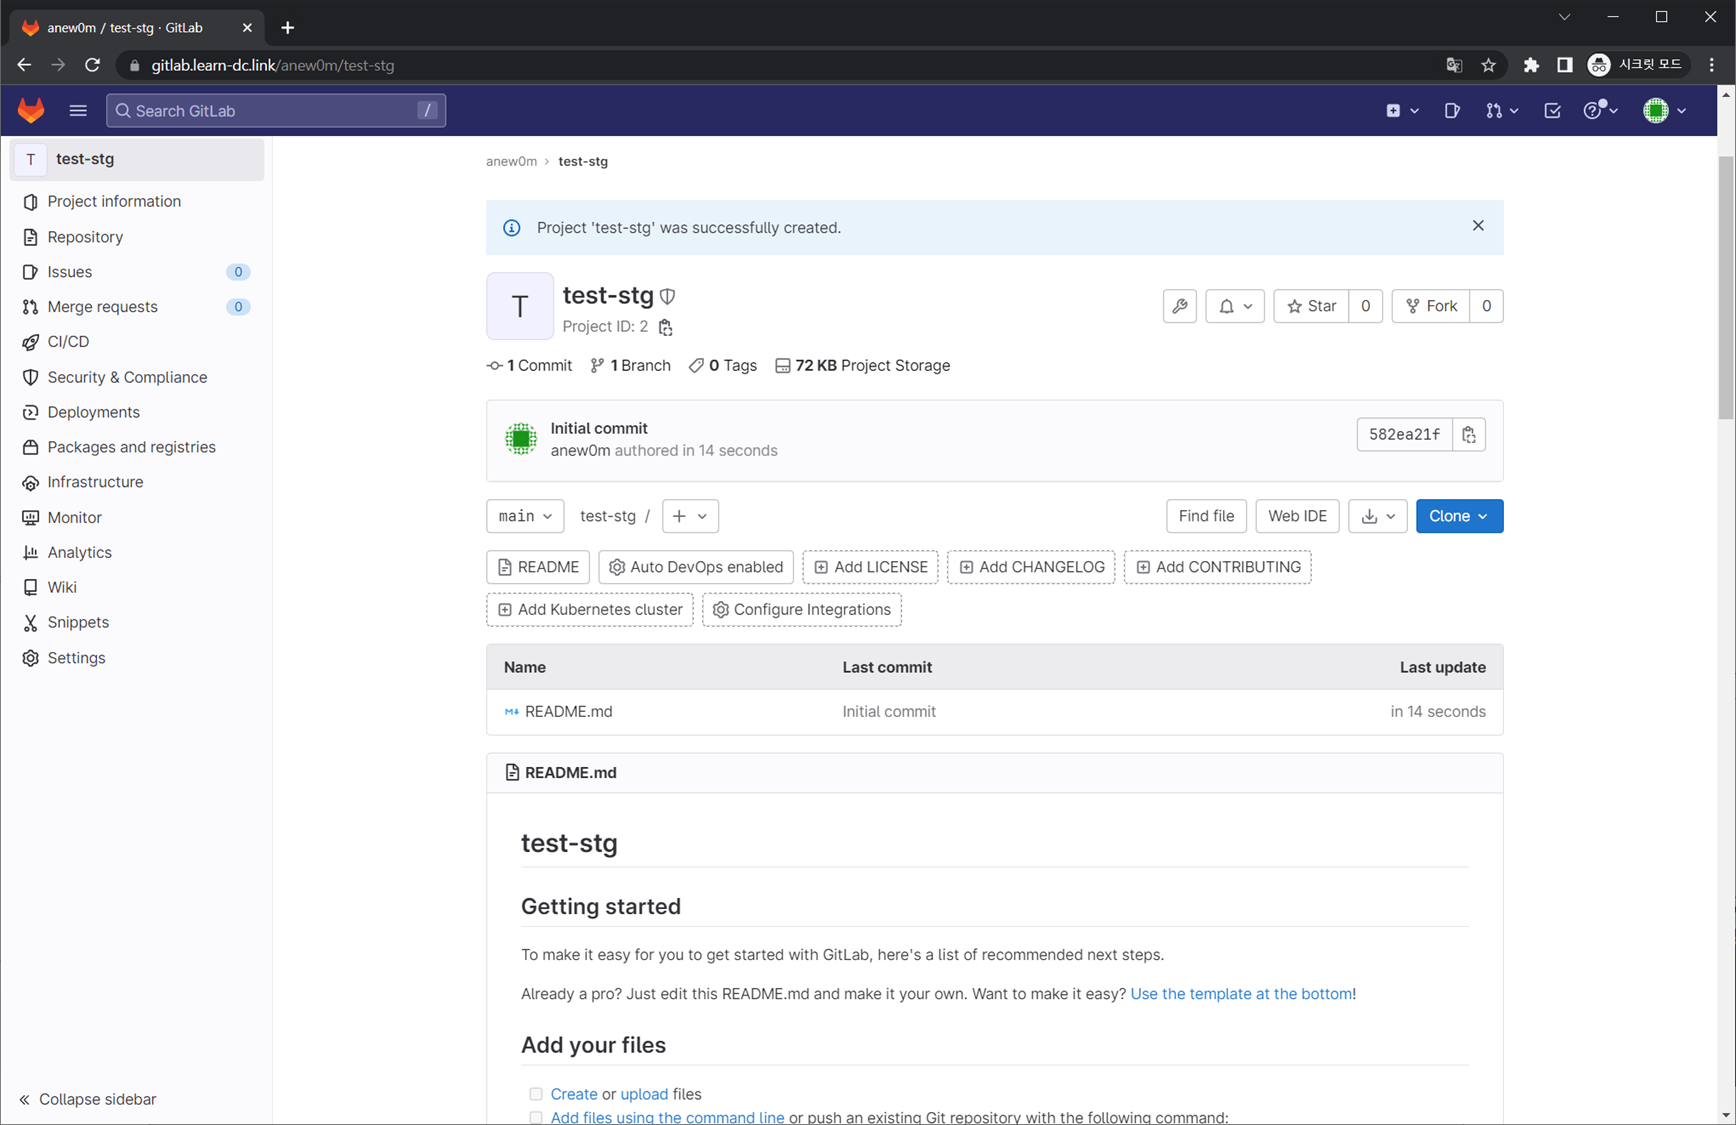 anew0m / test-stg · GitLab
gitlab.learn-dc.link/anew0m/test-stg
시크릿 모드
Search GitLab
/
T test-stg
Project information
Repository
Issues 0
Merge requests 0
CI/CD
Security & Compliance
Deployments
Packages and registries
Infrastructure
Monitor
Analytics
Wiki
Snippets
Settings
Collapse sidebar
anew0m › test-stg
Project 'test-stg' was successfully created.
T
test-stg
Project ID: 2
Star 0
Fork 0
1 Commit 1 Branch 0 Tags 72 KB Project Storage
Initial commit
anew0m authored in 14 seconds
582ea21f
main test-stg / +
Find file Web IDE Clone
README Auto DevOps enabled Add LICENSE Add CHANGELOG Add CONTRIBUTING
Add Kubernetes cluster Configure Integrations
Name Last commit Last update
README.md Initial commit in 14 seconds
README.md
test-stg
Getting started
To make it easy for you to get started with GitLab, here's a list of recommended next steps.
Already a pro? Just edit this README.md and make it your own. Want to make it easy? Use the template at the bottom!
Add your files
Create or upload files
Add files using the command line or push an existing Git repository with the following command: